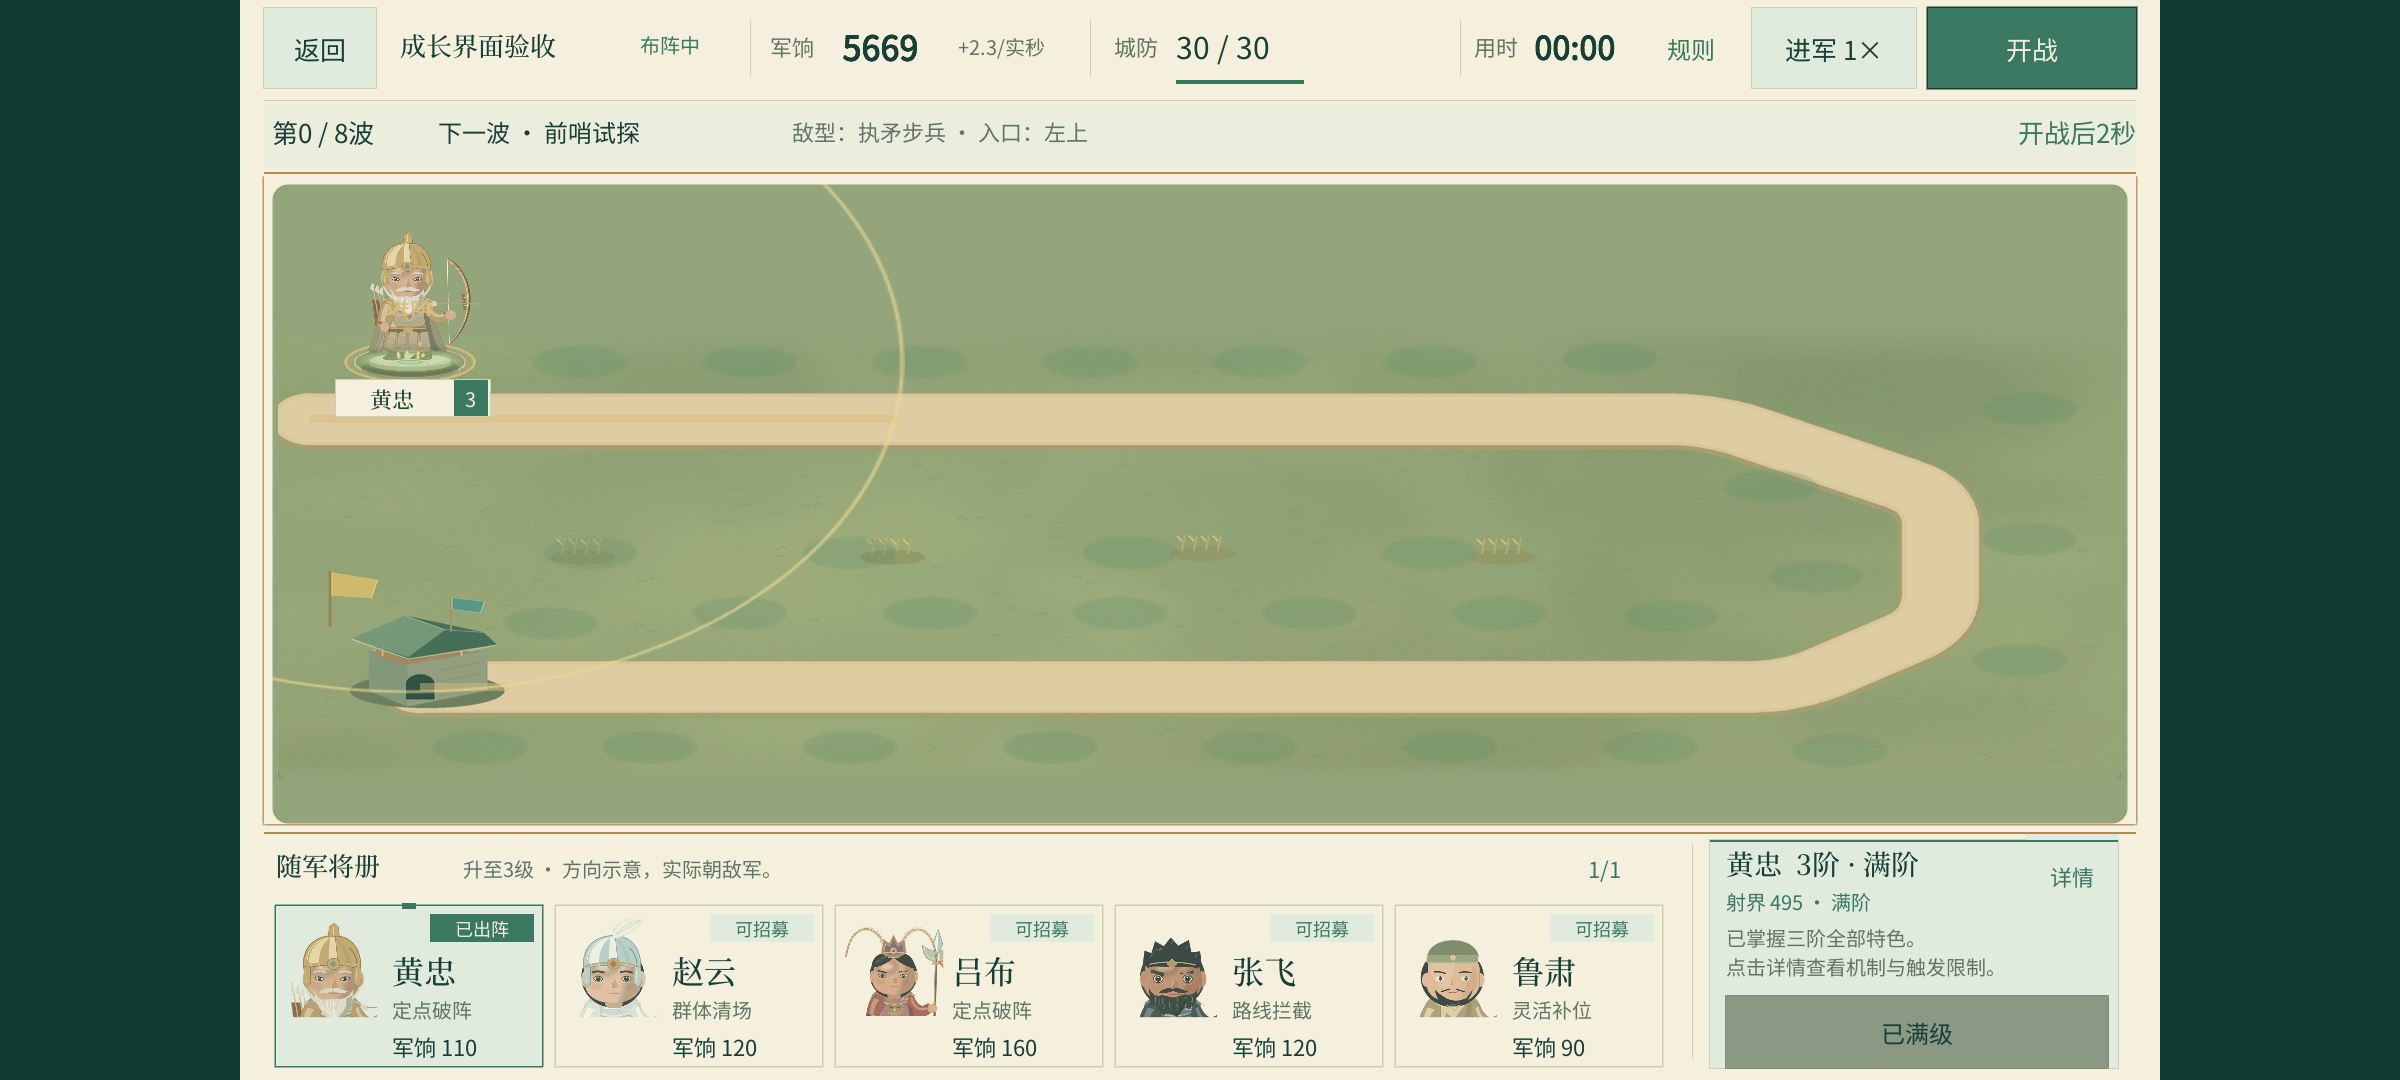 返回
成长界面验收
布阵中
军饷 5669 +2.3/实秒
城防 30 / 30
用时 00:00
规则
进军 1×
开战
第0 / 8波
下一波 · 前哨试探
敌型：执矛步兵 · 入口：左上
开战后2秒
黄忠 3
随军将册
升至3级 · 方向示意，实际朝敌军。
1/1
已出阵
黄忠
定点破阵
军饷 110
可招募
赵云
群体清场
军饷 120
可招募
吕布
定点破阵
军饷 160
可招募
张飞
路线拦截
军饷 120
可招募
鲁肃
灵活补位
军饷 90
黄忠 3阶 · 满阶
详情
射界 495 · 满阶
已掌握三阶全部特色。
点击详情查看机制与触发限制。
已满级